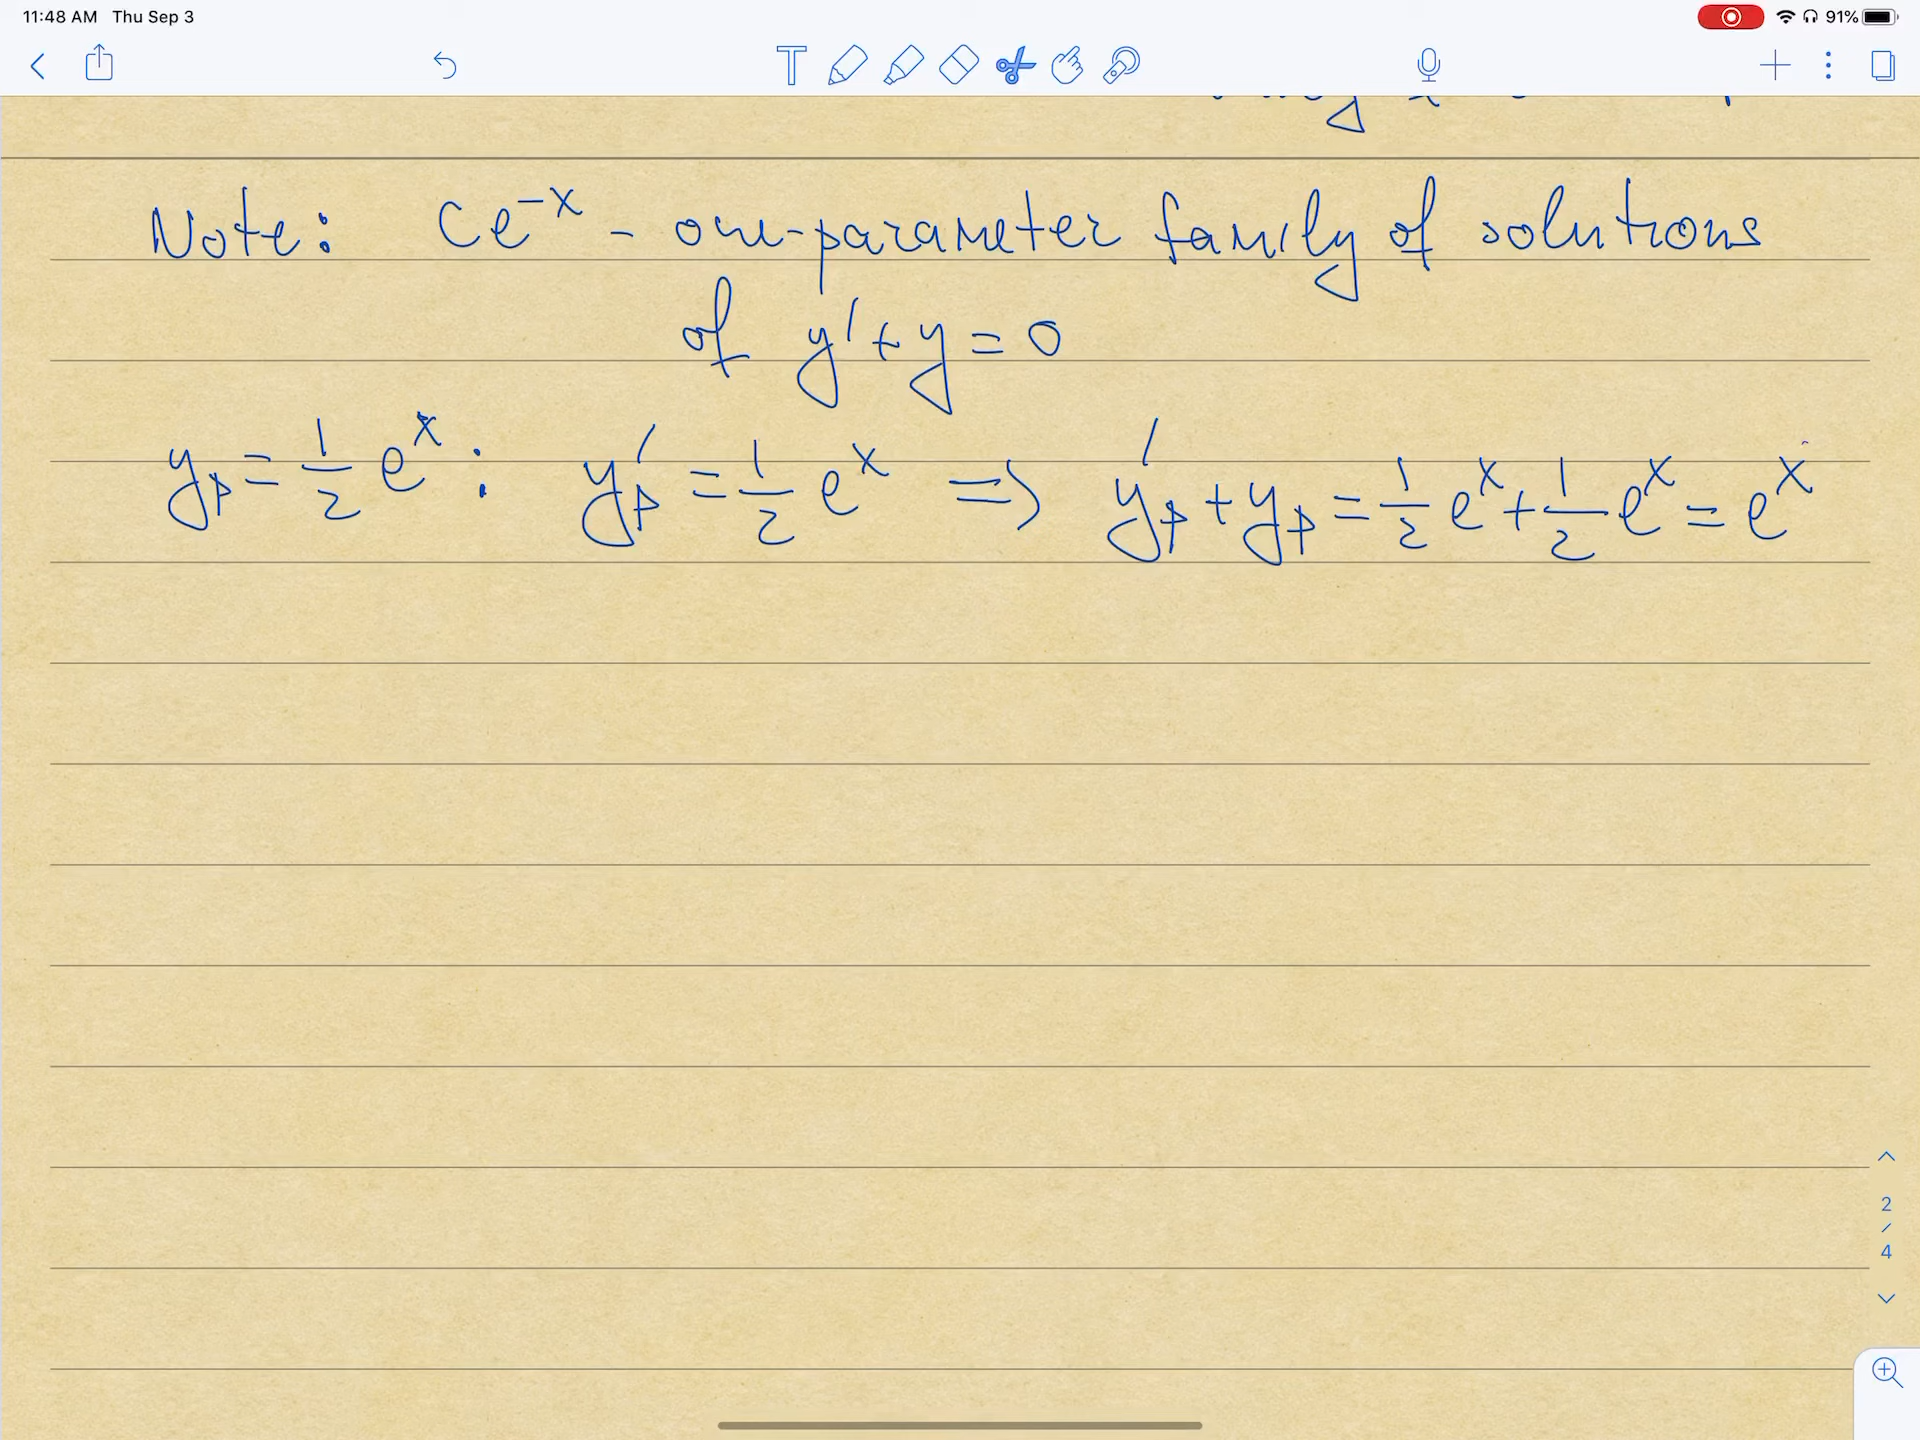 11:48 AM Thu Sep 3 91%
Note: Ce^{-x} - one-parameter family of solutions
of y' + y = 0
y_p = 1/2 e^x : y_p' = 1/2 e^x => y_p' + y_p = 1/2 e^x + 1/2 e^x = e^x
2
/
4